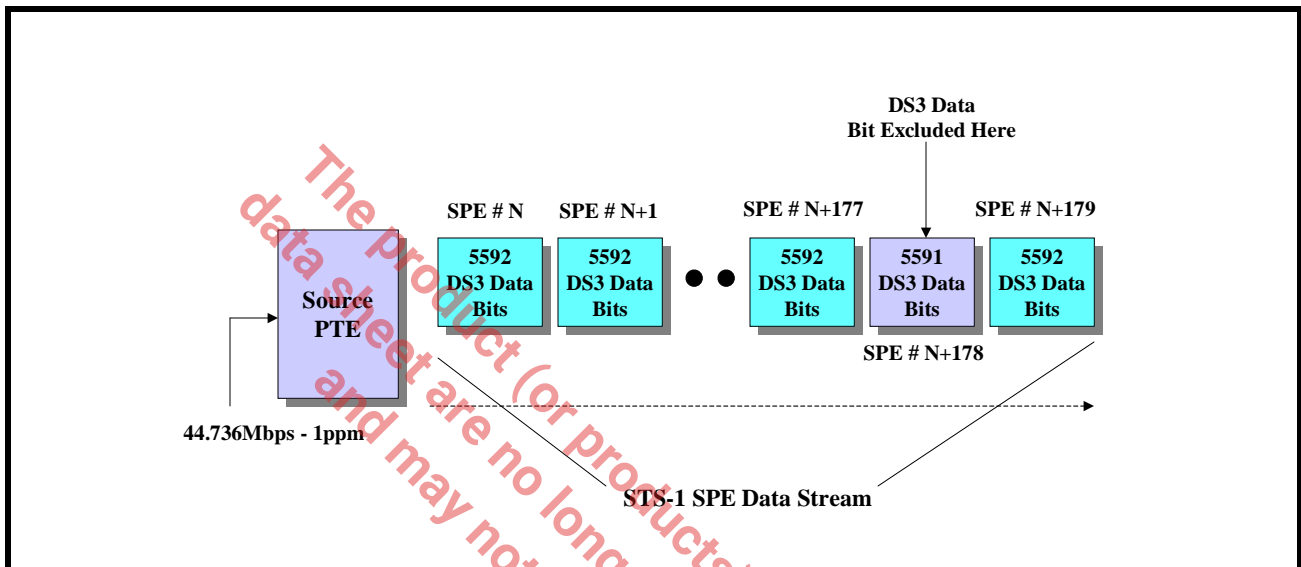 DS3 Data
Bit Excluded Here
SPE # N
SPE # N+1
SPE # N+177
SPE # N+179
5592
DS3 Data
Bits
5592
DS3 Data
Bits
5592
DS3 Data
Bits
5591
DS3 Data
Bits
5592
DS3 Data
Bits
Source
PTE
SPE # N+178
44.736Mbps - 1ppm
STS-1 SPE Data Stream
The product (or products)
data sheet are no long
and may not